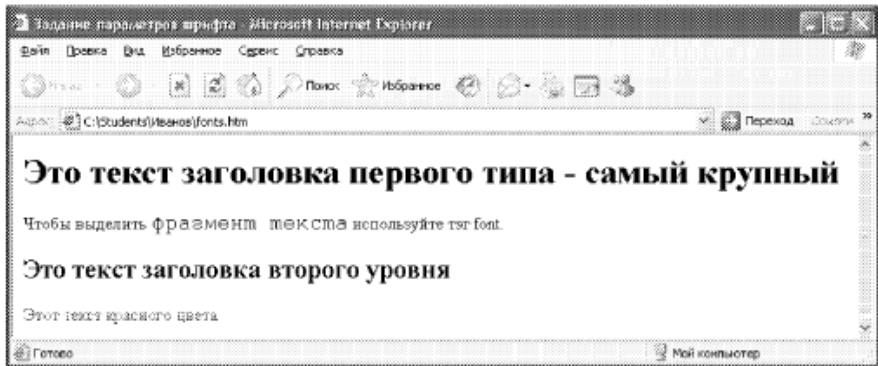 Задание параметров шрифта - Microsoft Internet Explorer
Файл Правка Вид Избранное Сервис Справка
Поиск Избранное
Адрес: C:\Students\Иванов\fonts.htm Переход Ссылки »
Это текст заголовка первого типа - самый крупный
Чтобы выделить фрагмент текста используйте тэг font.
Это текст заголовка второго уровня
Этот текст красного цвета
Готово Мой компьютер